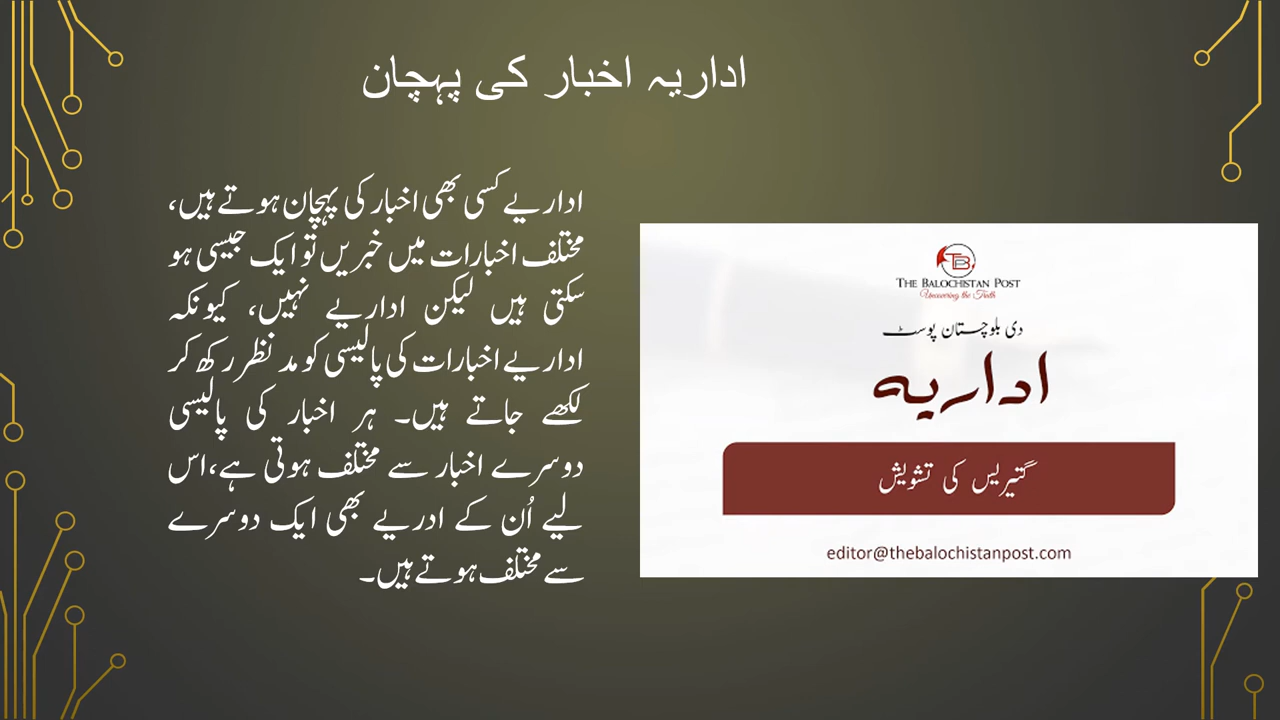 اداریہ اخبار کی پہچان
اداریے کسی بھی اخبار کی پہچان ہوتے ہیں،
مختلف اخبارات میں خبریں تو ایک جیسی ہو
سکتی ہیں لیکن اداریے نہیں، کیونکہ
اداریے اخبارات کی پالیسی کو مد نظر رکھ کر
لکھے جاتے ہیں۔ ہر اخبار کی پالیسی
دوسرے اخبار سے مختلف ہوتی ہے،اس
لیے اُن کے ادریے بھی ایک دوسرے
سے مختلف ہوتے ہیں۔
TBP
THE BALOCHISTAN POST
Uncovering the Truth
دی بلوچستان پوسٹ
اداریہ
گتیریس کی تشویش
editor@thebalochistanpost.com